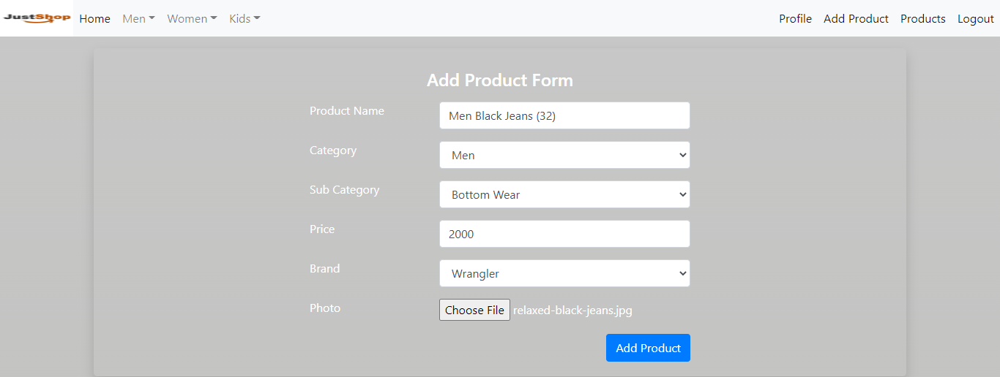 JustShop Home Men Women Kids Profile Add Product Products Logout
Add Product Form
Product Name Men Black Jeans (32)
Category Men
Sub Category Bottom Wear
Price 2000
Brand Wrangler
Photo Choose File relaxed-black-jeans.jpg
Add Product